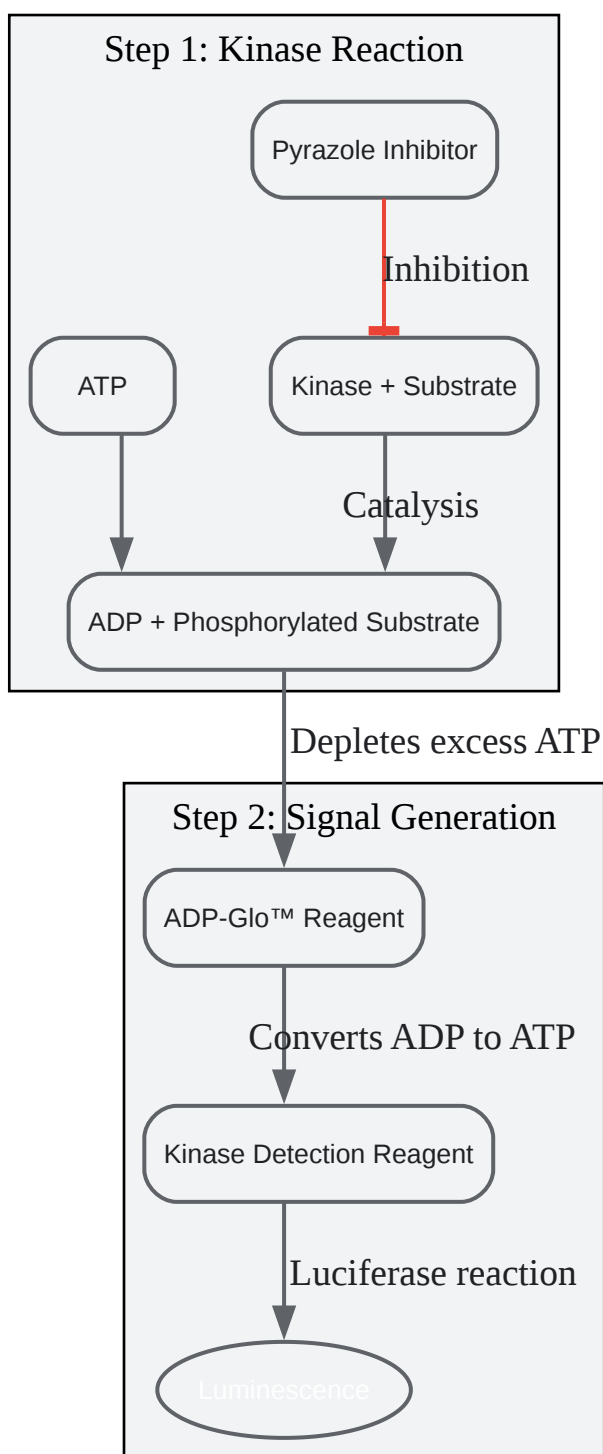 Step 1: Kinase Reaction
Pyrazole Inhibitor
Inhibition
ATP
Kinase + Substrate
Catalysis
ADP + Phosphorylated Substrate
Depletes excess ATP
Step 2: Signal Generation
ADP-Glo™ Reagent
Converts ADP to ATP
Kinase Detection Reagent
Luciferase reaction
Luminescence